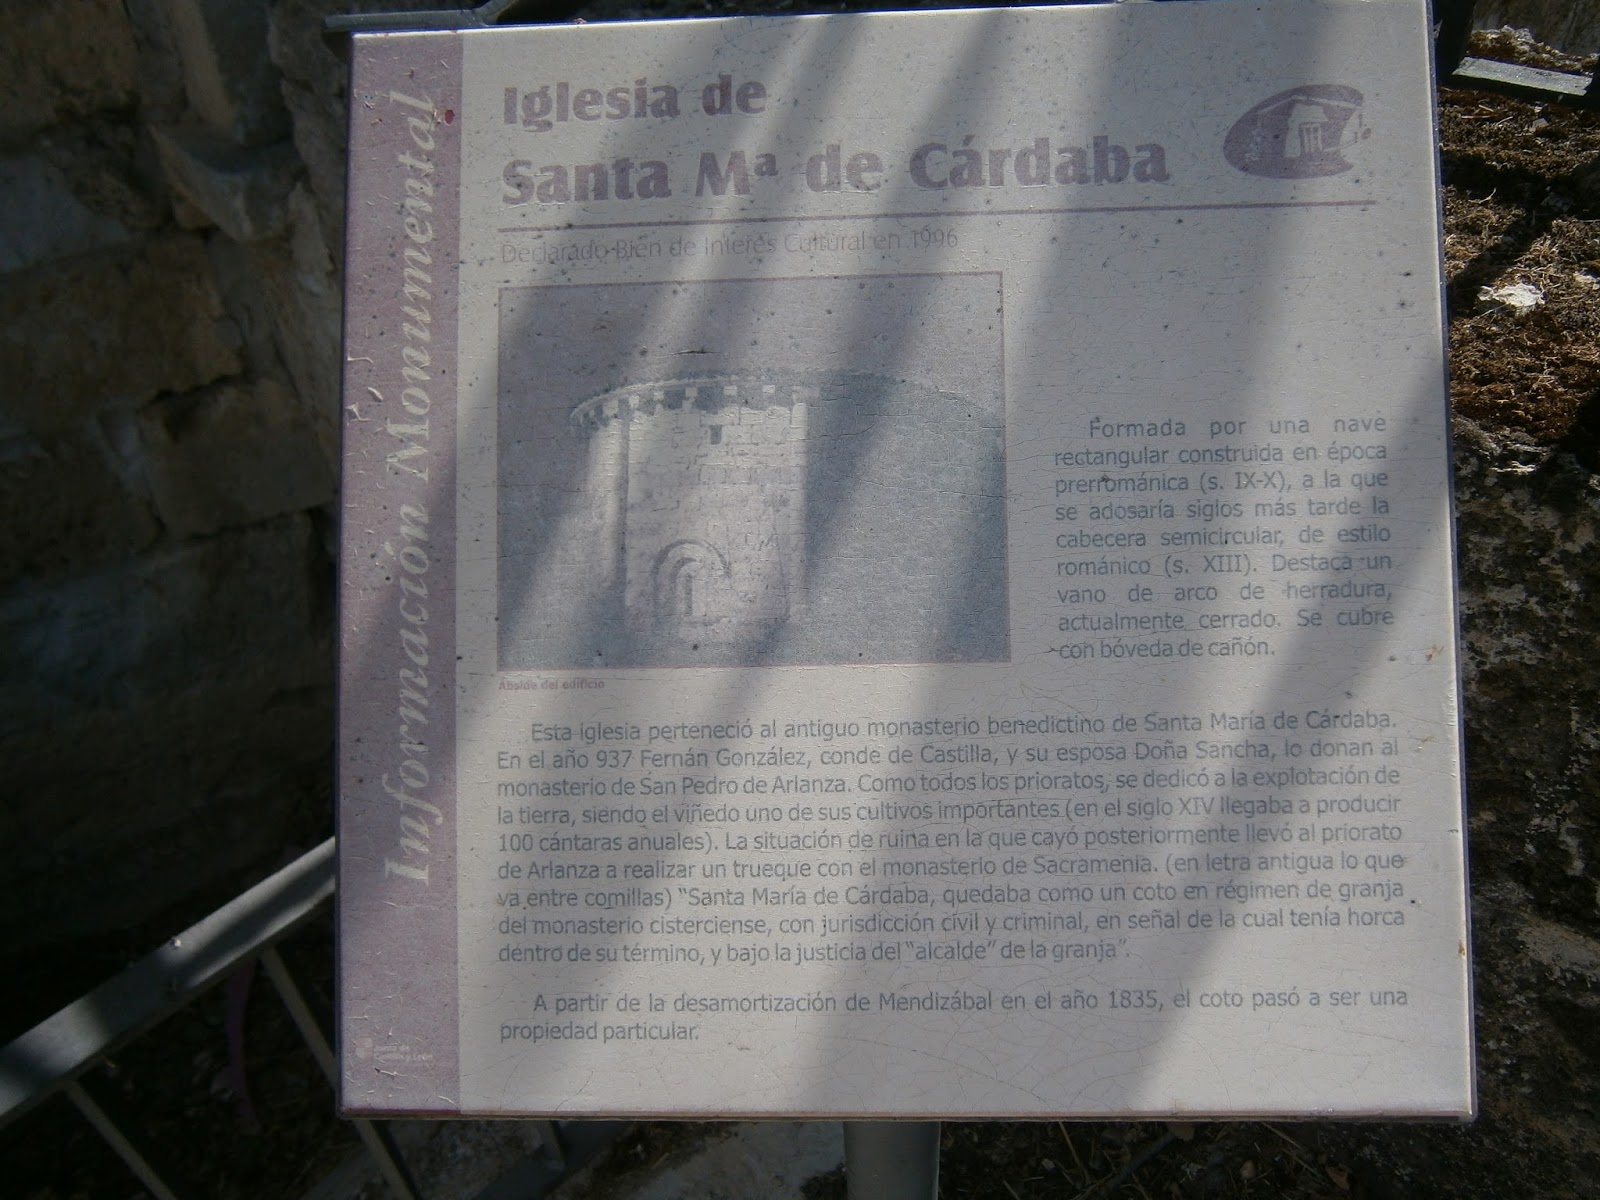 Información Monumental
Iglesia de
Santa Mª de Cárdaba
Declarado Bien de Interés Cultural en 1996
Formada por una nave
rectangular construida en época
prerrománica (s. IX-X), a la que
se adosaría siglos más tarde la
cabecera semicircular, de estilo
románico (s. XIII). Destaca un
vano de arco de herradura,
actualmente cerrado. Se cubre
con bóveda de cañón.
Ábside del edificio
Esta iglesia perteneció al antiguo monasterio benedictino de Santa María de Cárdaba.
En el año 937 Fernán González, conde de Castilla, y su esposa Doña Sancha, lo donan al
monasterio de San Pedro de Arlanza. Como todos los prioratos, se dedicó a la explotación de
la tierra, siendo el viñedo uno de sus cultivos importantes (en el siglo XIV llegaba a producir
100 cántaras anuales). La situación de ruina en la que cayó posteriormente llevó al priorato
de Arlanza a realizar un trueque con el monasterio de Sacramenia. (en letra antigua lo que
va entre comillas) “Santa María de Cárdaba, quedaba como un coto en régimen de granja
del monasterio cisterciense, con jurisdicción civil y criminal, en señal de la cual tenía horca
dentro de su término, y bajo la justicia del “alcalde” de la granja”.
A partir de la desamortización de Mendizábal en el año 1835, el coto pasó a ser una
propiedad particular.
Junta de
Castilla y León